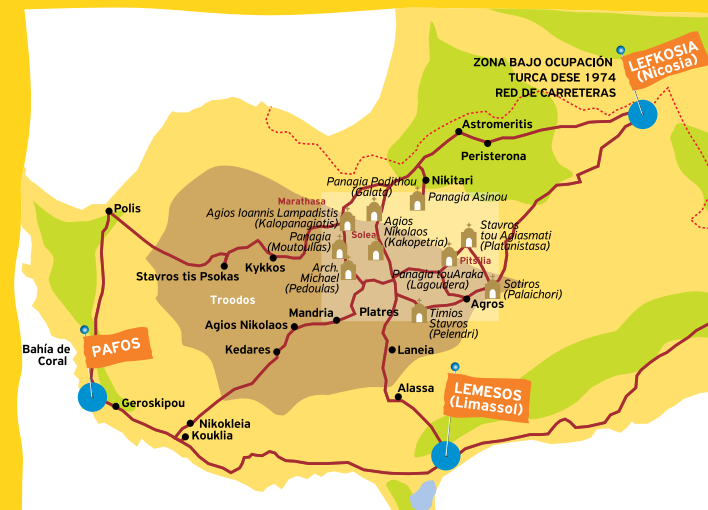 ZONA BAJO OCUPACIÓN
TURCA DESE 1974
RED DE CARRETERAS
LEFKOSIA
(Nicosia)
Astromeritis
Peristerona
Panagia Podithou
(Galata)
Nikitari
Panagia Asinou
Marathasa
Polis
Agios Ioannis Lampadistis
(Kalopanagiotis)
Agios
Nikolaos
(Kakopetria)
Stavros
tou Agiasmati
(Platanistasa)
Solea
Panagia
(Moutoullas)
Pitsilia
Kykkos
Stavros tis Psokas
Arch.
Michael
(Pedoulas)
Panagia touAraka
(Lagoudera)
Sotiros
(Palaichori)
Troodos
Agros
Mandria
Platres
Timios
Stavros
(Pelendri)
Agios Nikolaos
Bahía de
Coral
PAFOS
Kedares
Laneia
Alassa
LEMESOS
(Limassol)
Geroskipou
Nikokleia
Kouklia